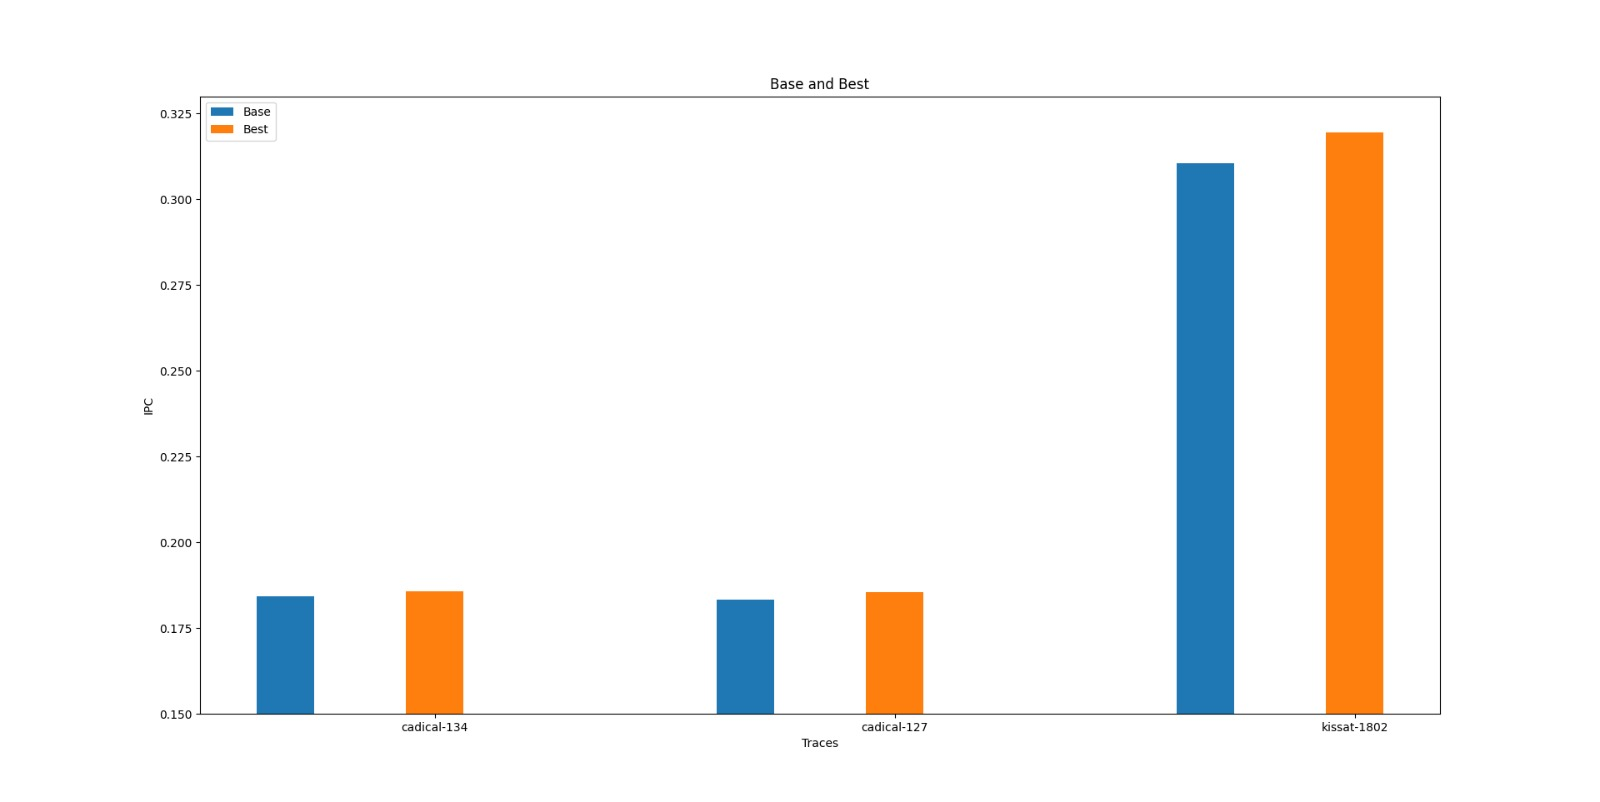 Base and Best
Base
Best
0.325
0.300
0.275
0.250
0.225
0.200
0.175
0.150
IPC
cadical-134
cadical-127
kissat-1802
Traces